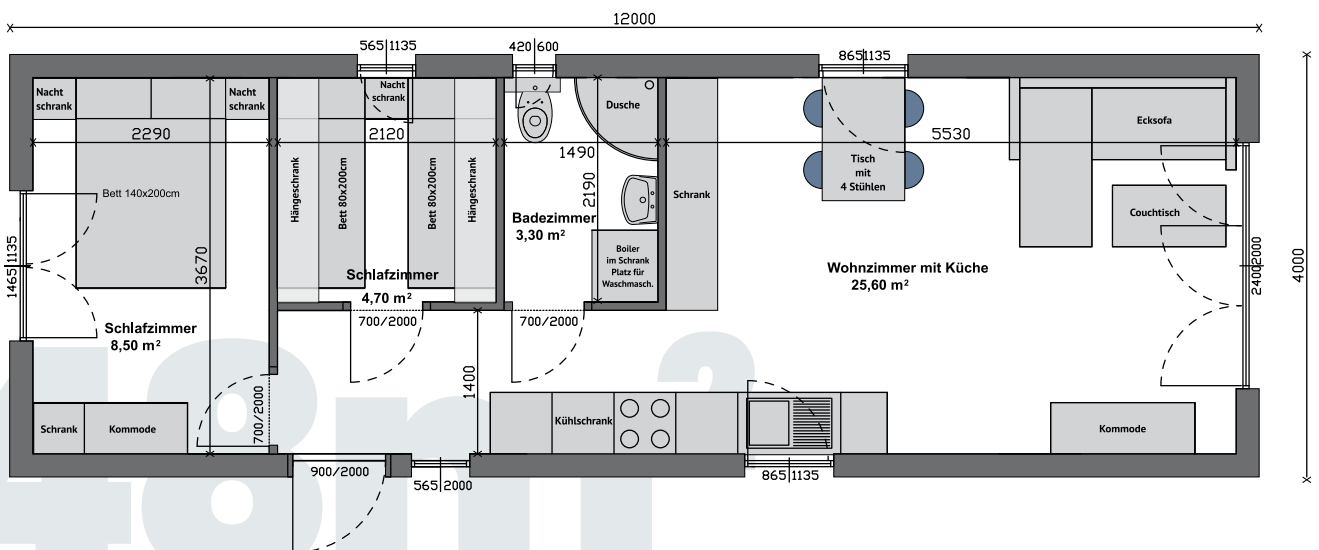 12000
565|1135
420|600
865|1135
Nacht
schrank
Nacht
schrank
Nacht
schrank
Dusche
Ecksofa
2290
2120
1490
5530
Hängeschrank
Bett 80x200cm
Bett 80x200cm
Hängeschrank
2190
Tisch
mit
4 Stühlen
Bett 140x200cm
Schrank
Couchtisch
Badezimmer
3,30 m²
1465|1135
3670
Boiler
im Schrank
Platz für
Waschmasch.
Schlafzimmer
4,70 m²
Wohnzimmer mit Küche
25,60 m²
2400|2000
4000
700/2000
700/2000
Schlafzimmer
8,50 m²
1400
700/2000
Schrank
Kommode
Kühlschrank
Kommode
900/2000
565|2000
865|1135
48m²